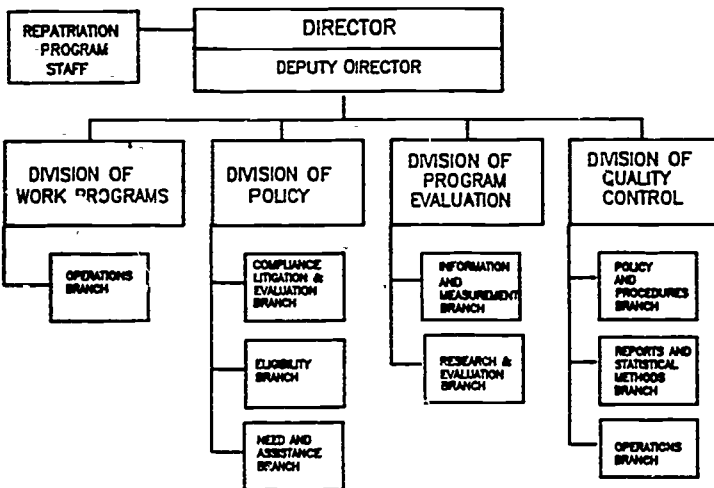 REPATRIATION
PROGRAM
STAFF
DIRECTOR
DEPUTY DIRECTOR
DIVISION OF
WORK PROGRAMS
DIVISION OF
POLICY
DIVISION OF
PROGRAM
EVALUATION
DIVISION OF
QUALITY
CONTROL
OPERATIONS
BRANCH
COMPLIANCE
LITIGATION &
EVALUATION
BRANCH
ELIGIBILITY
BRANCH
NEED AND
ASSISTANCE
BRANCH
INFORMATION
AND
MEASUREMENT
BRANCH
RESEARCH &
EVALUATION
BRANCH
POLICY
AND
PROCEDURES
BRANCH
REPORTS AND
STATISTICAL
METHODS
BRANCH
OPERATIONS
BRANCH